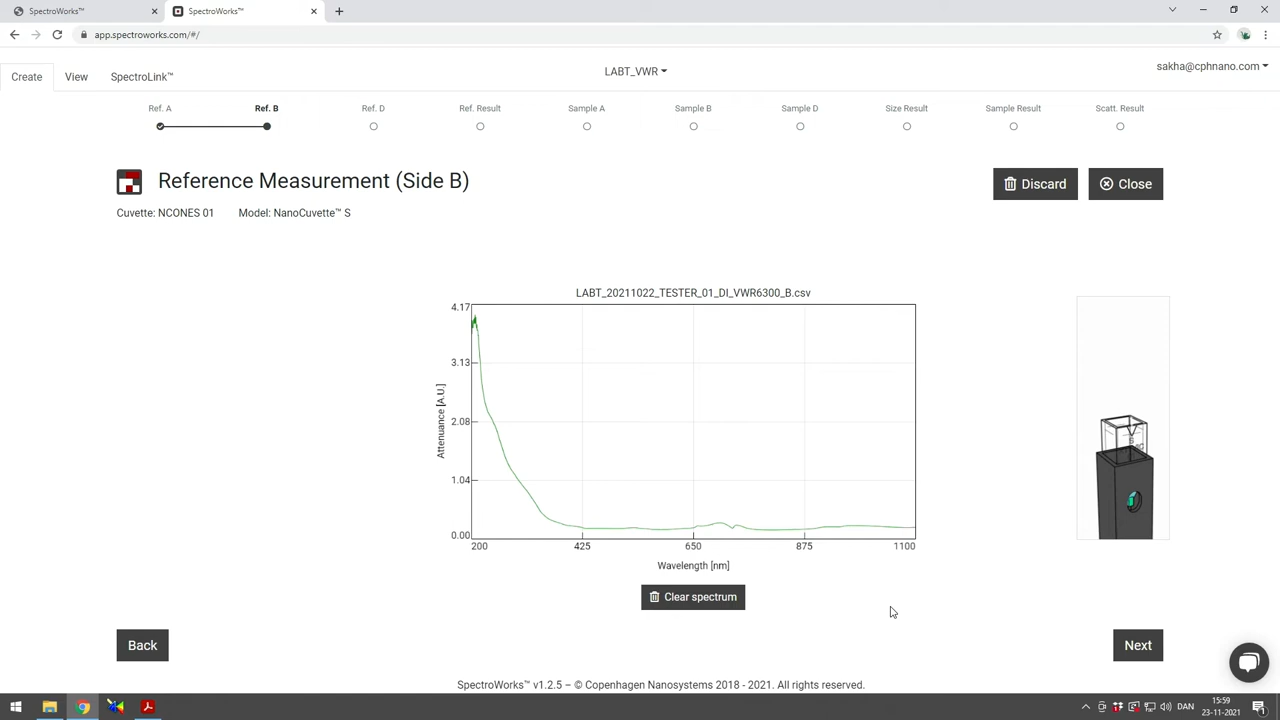 SpectroWorks™
SpectroWorks™
app.spectroworks.com/#/
Create
View
SpectroLink™
LABT_VWR
sakha@cphnano.com
Ref. A
Ref. B
Ref. D
Ref. Result
Sample A
Sample B
Sample D
Size Result
Sample Result
Scatt. Result
Reference Measurement (Side B)
Discard
Close
Cuvette: NCONES 01
Model: NanoCuvette™ S
LABT_20211022_TESTER_01_DI_VWR6300_B.csv
4.17
3.13
2.08
1.04
0.00
Attenuance [A.U.]
200
425
650
875
1100
Wavelength [nm]
Clear spectrum
Back
Next
SpectroWorks™ v1.2.5 – © Copenhagen Nanosystems 2018 - 2021. All rights reserved.
DAN
15:59
23-11-2021